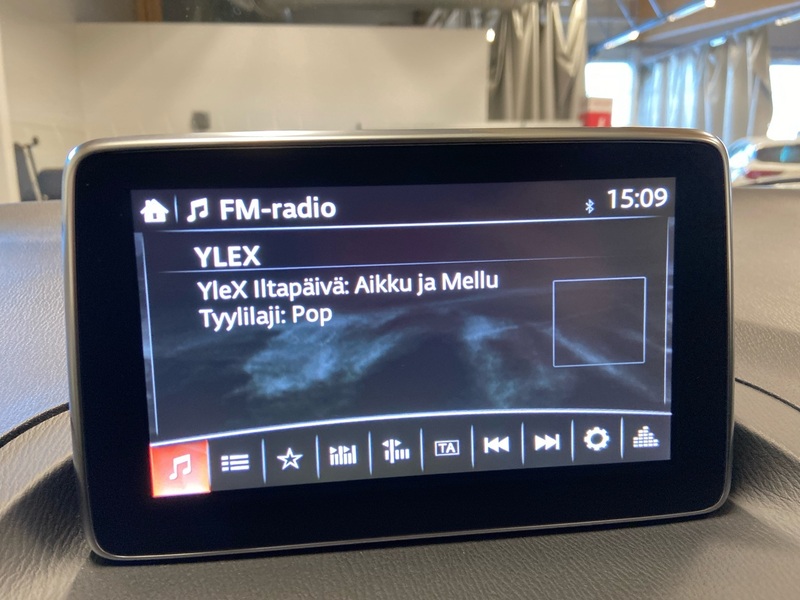 FM-radio
15:09
YLEX
YleX Iltapäivä: Aikku ja Mellu
Tyylilaji: Pop
TA